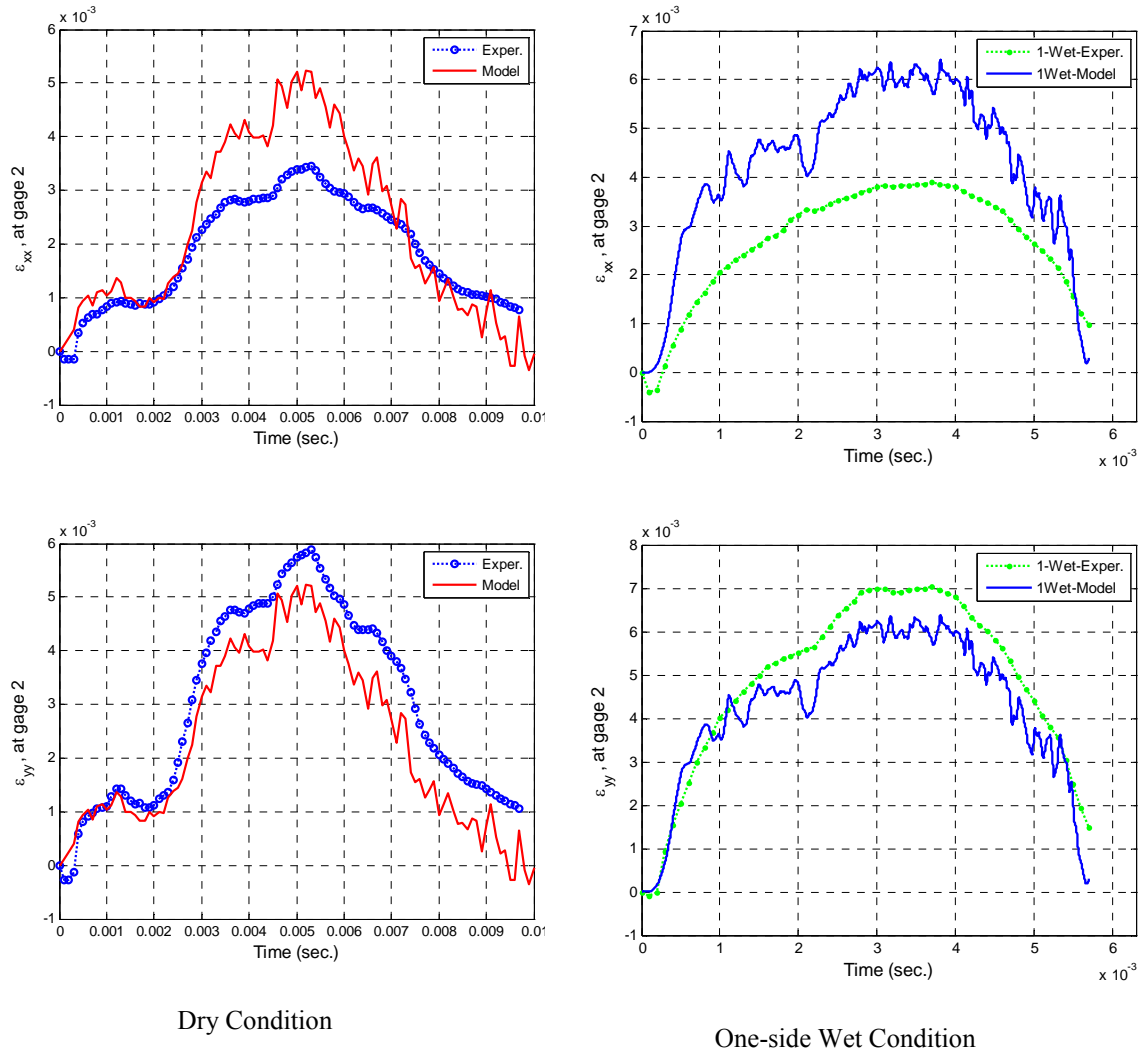 x 10⁻³
6
5
4
3
2
1
0
-1
ε xx , at gage 2
Exper.
Model
0 0.001 0.002 0.003 0.004 0.005 0.006 0.007 0.008 0.009 0.01
Time (sec.)
x 10⁻³
7
6
5
4
3
2
1
0
-1
ε xx , at gage 2
1-Wet-Exper.
1Wet-Model
0 1 2 3 4 5 6
Time (sec.)
x 10⁻³
x 10⁻³
6
5
4
3
2
1
0
-1
ε yy , at gage 2
Exper.
Model
0 0.001 0.002 0.003 0.004 0.005 0.006 0.007 0.008 0.009 0.01
Time (sec.)
x 10⁻³
8
7
6
5
4
3
2
1
0
-1
ε yy , at gage 2
1-Wet-Exper.
1Wet-Model
0 1 2 3 4 5 6
Time (sec.)
x 10⁻³
Dry Condition
One-side Wet Condition